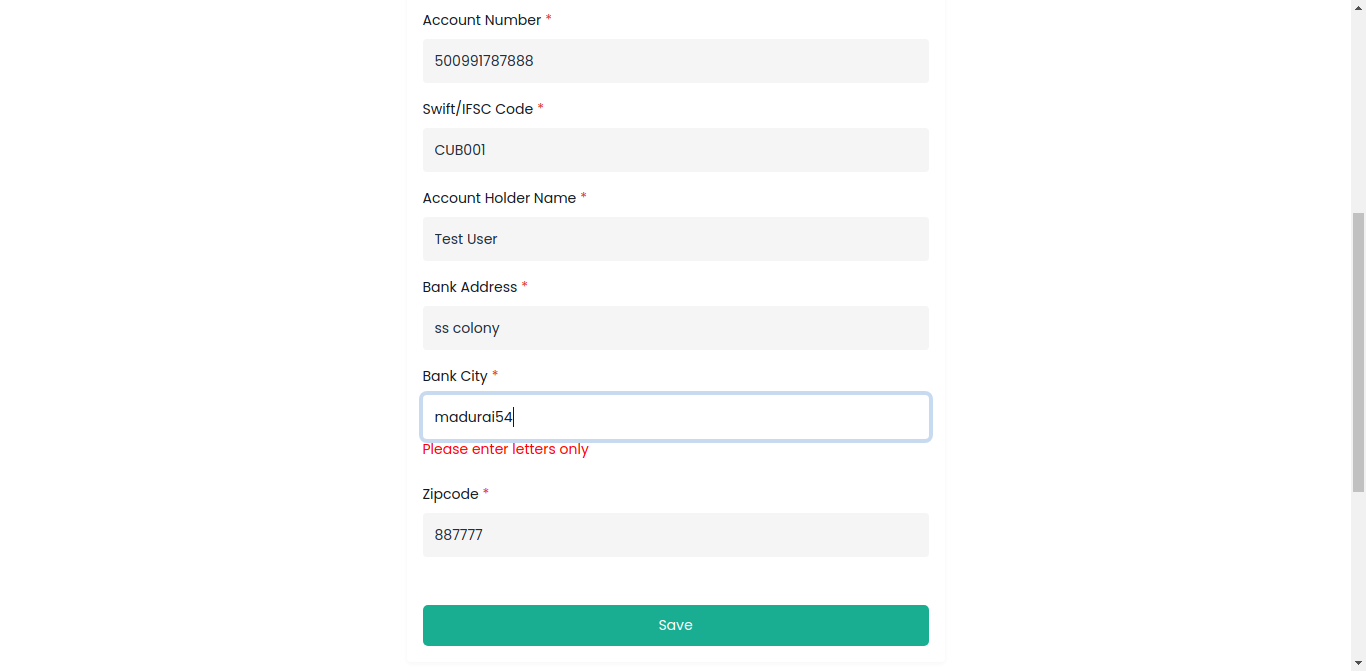 Account Number *
500991787888
Swift/IFSC Code *
CUB001
Account Holder Name *
Test User
Bank Address *
ss colony
Bank City *
madurai54
Please enter letters only
Zipcode *
887777
Save